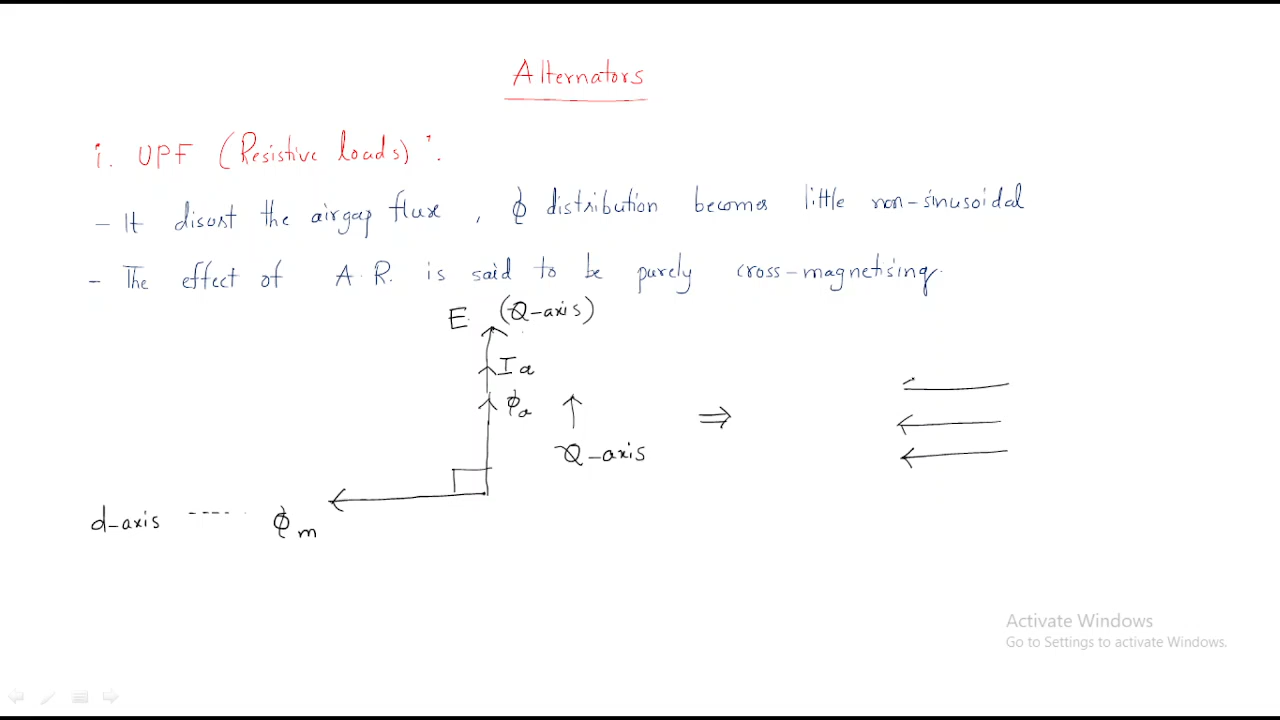 Alternators
i. UPF (Resistive loads) :
- It disort the airgap flux, ϕ distribution becomes little non-sinusoidal
- The effect of A.R. is said to be purely cross-magnetising.
E (Q-axis)
Ia
ϕa
Q-axis
⇒
d-axis ---- ϕm
Activate Windows
Go to Settings to activate Windows.